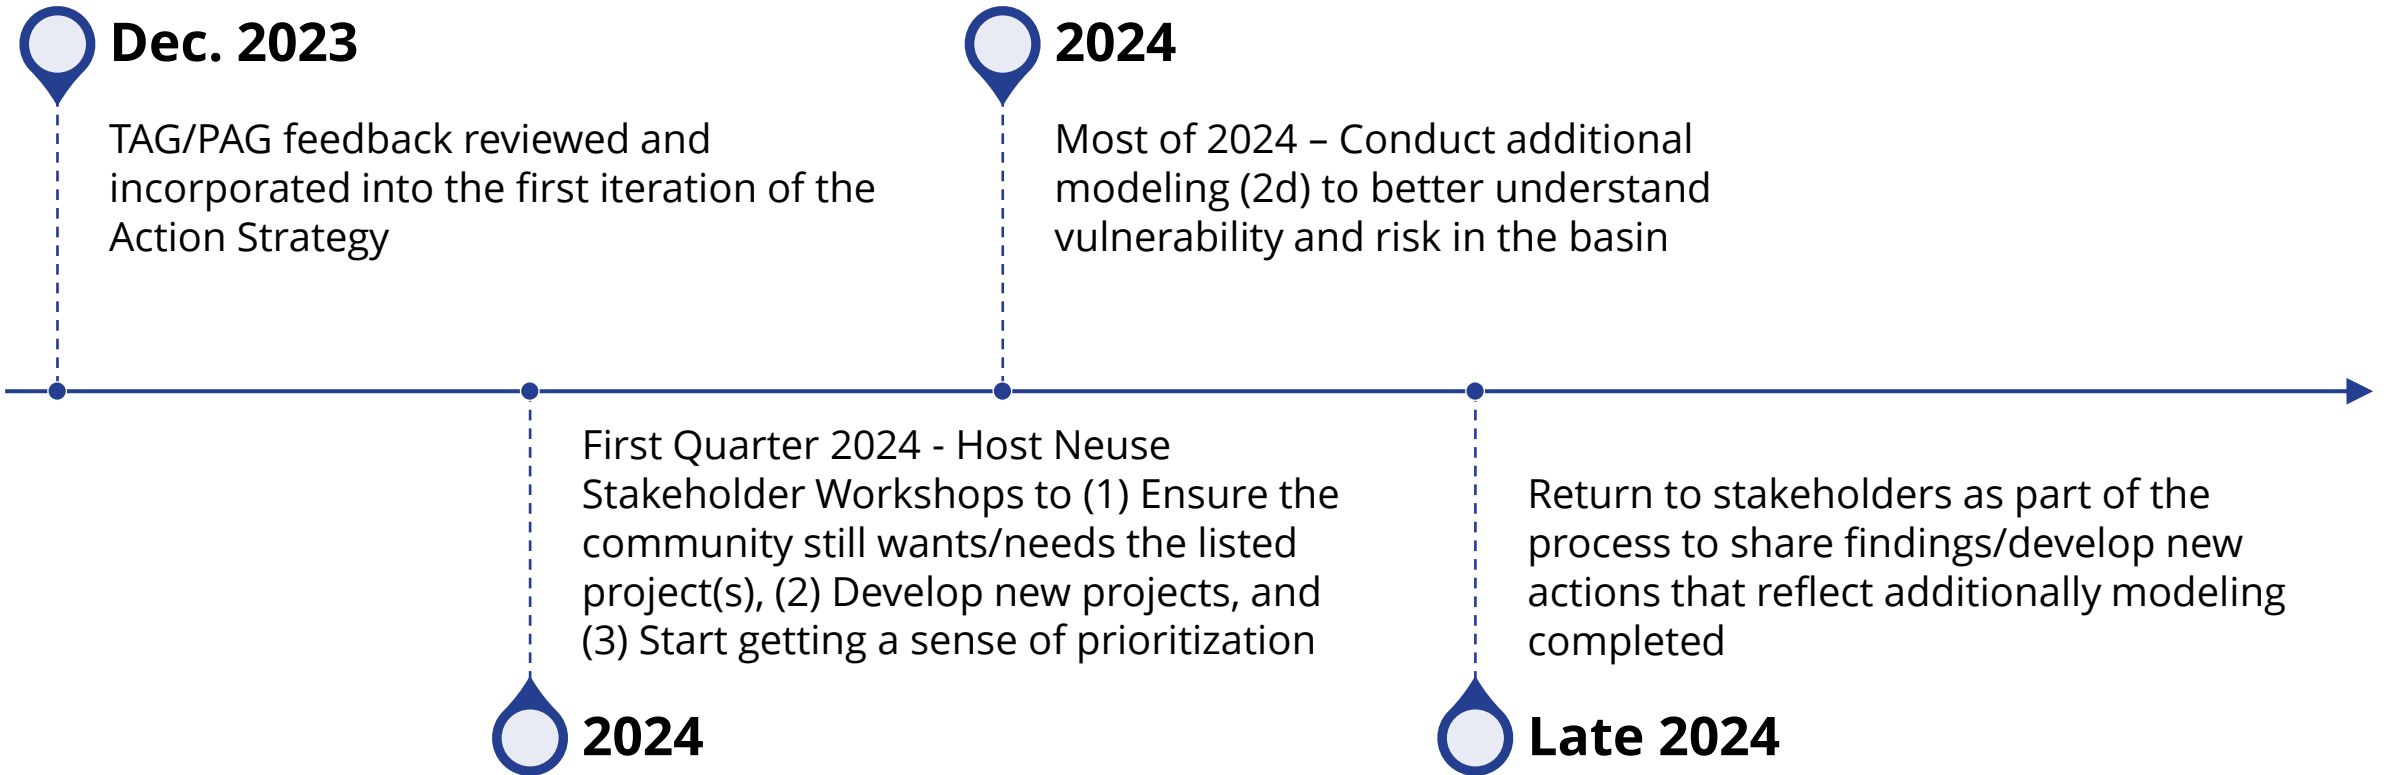 Dec. 2023
TAG/PAG feedback reviewed and
incorporated into the first iteration of the
Action Strategy
First Quarter 2024 - Host Neuse
Stakeholder Workshops to (1) Ensure the
community still wants/needs the listed
project(s), (2) Develop new projects, and
(3) Start getting a sense of prioritization
2024
2024
Most of 2024 – Conduct additional
modeling (2d) to better understand
vulnerability and risk in the basin
Return to stakeholders as part of the
process to share findings/develop new
actions that reflect additionally modeling
completed
Late 2024